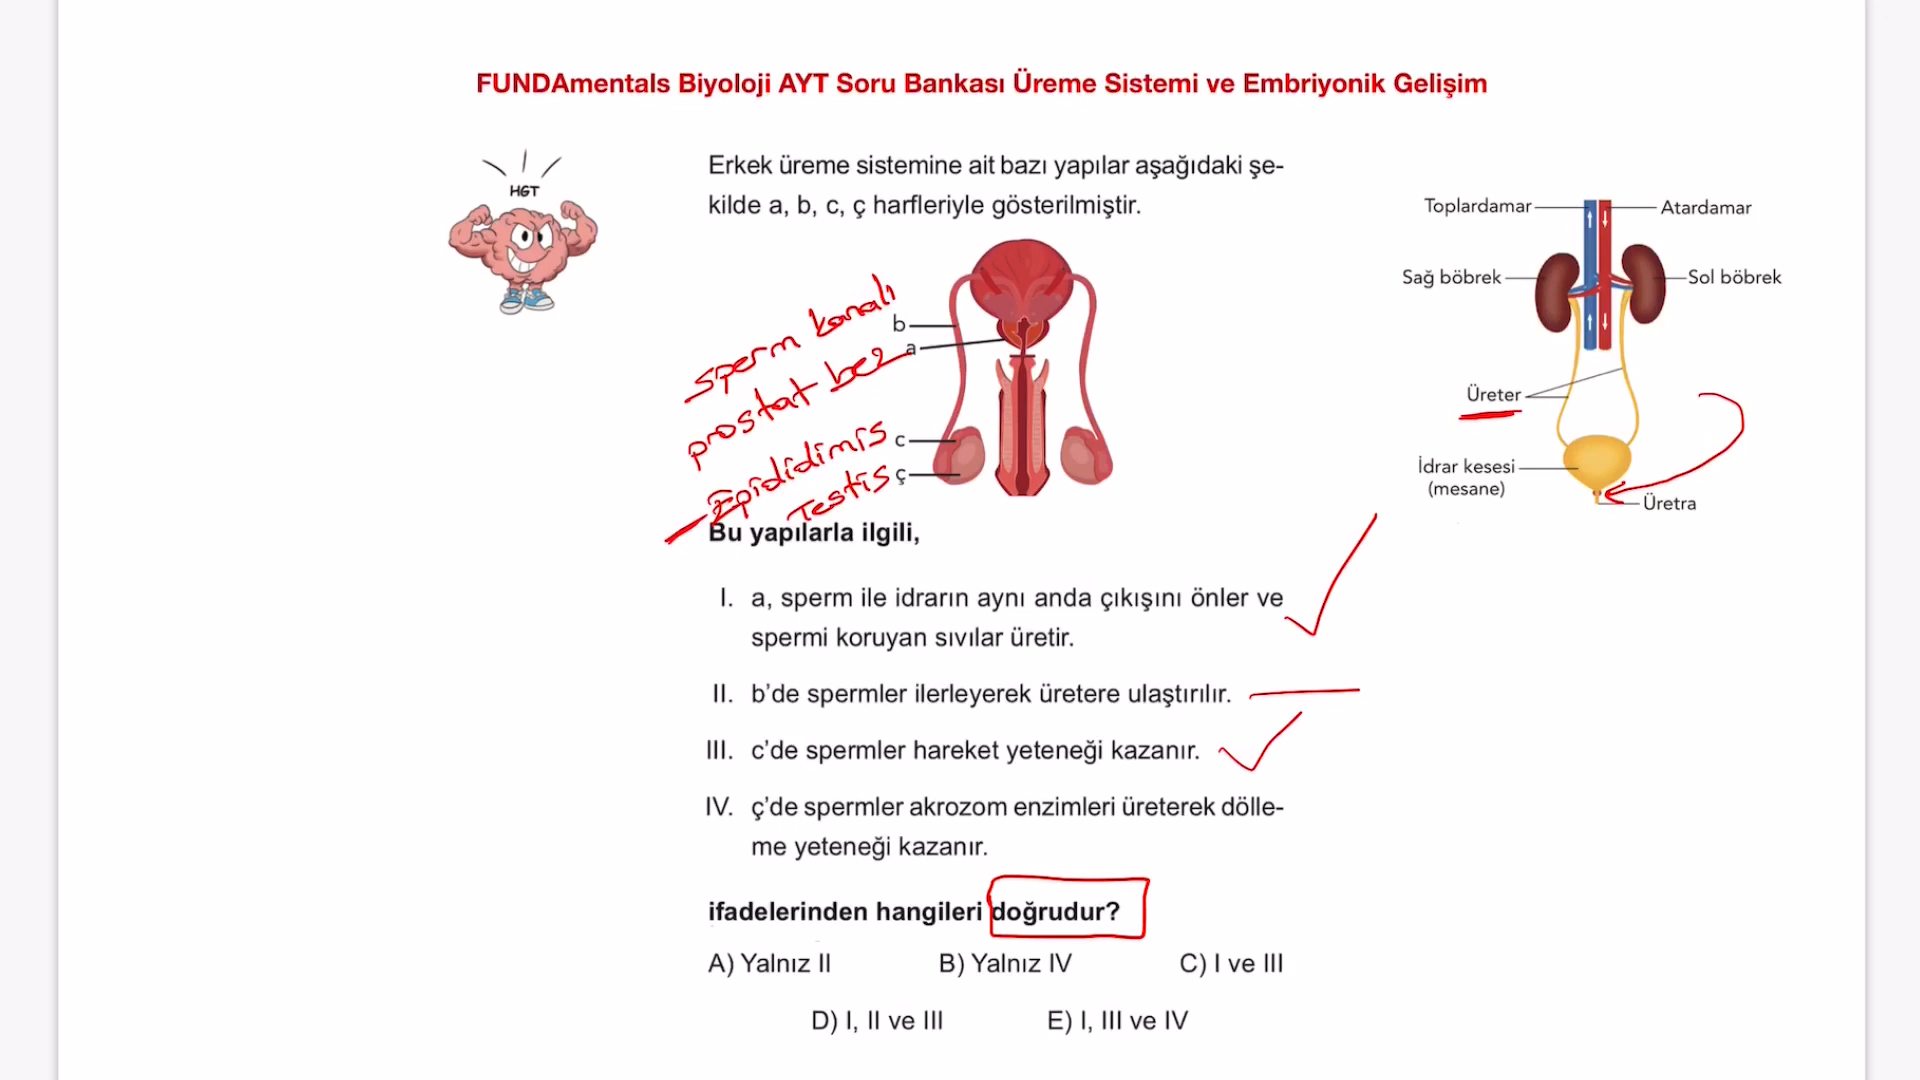 FUNDAmentals Biyoloji AYT Soru Bankası Üreme Sistemi ve Embriyonik Gelişim
HGT
Erkek üreme sistemine ait bazı yapılar aşağıdaki şe-
kilde a, b, c, ç harfleriyle gösterilmiştir.
sperm kanalı
b
prostat bez
a
Epididimis
c
Testis
ç
Toplardamar
Atardamar
Sağ böbrek
Sol böbrek
Üreter
İdrar kesesi
(mesane)
Üretra
Bu yapılarla ilgili,
I. a, sperm ile idrarın aynı anda çıkışını önler ve
spermi koruyan sıvılar üretir.
II. b’de spermler ilerleyerek üretere ulaştırılır.
III. c’de spermler hareket yeteneği kazanır.
IV. ç’de spermler akrozom enzimleri üreterek dölle-
me yeteneği kazanır.
ifadelerinden hangileri doğrudur?
A) Yalnız II B) Yalnız IV C) I ve III
D) I, II ve III E) I, III ve IV